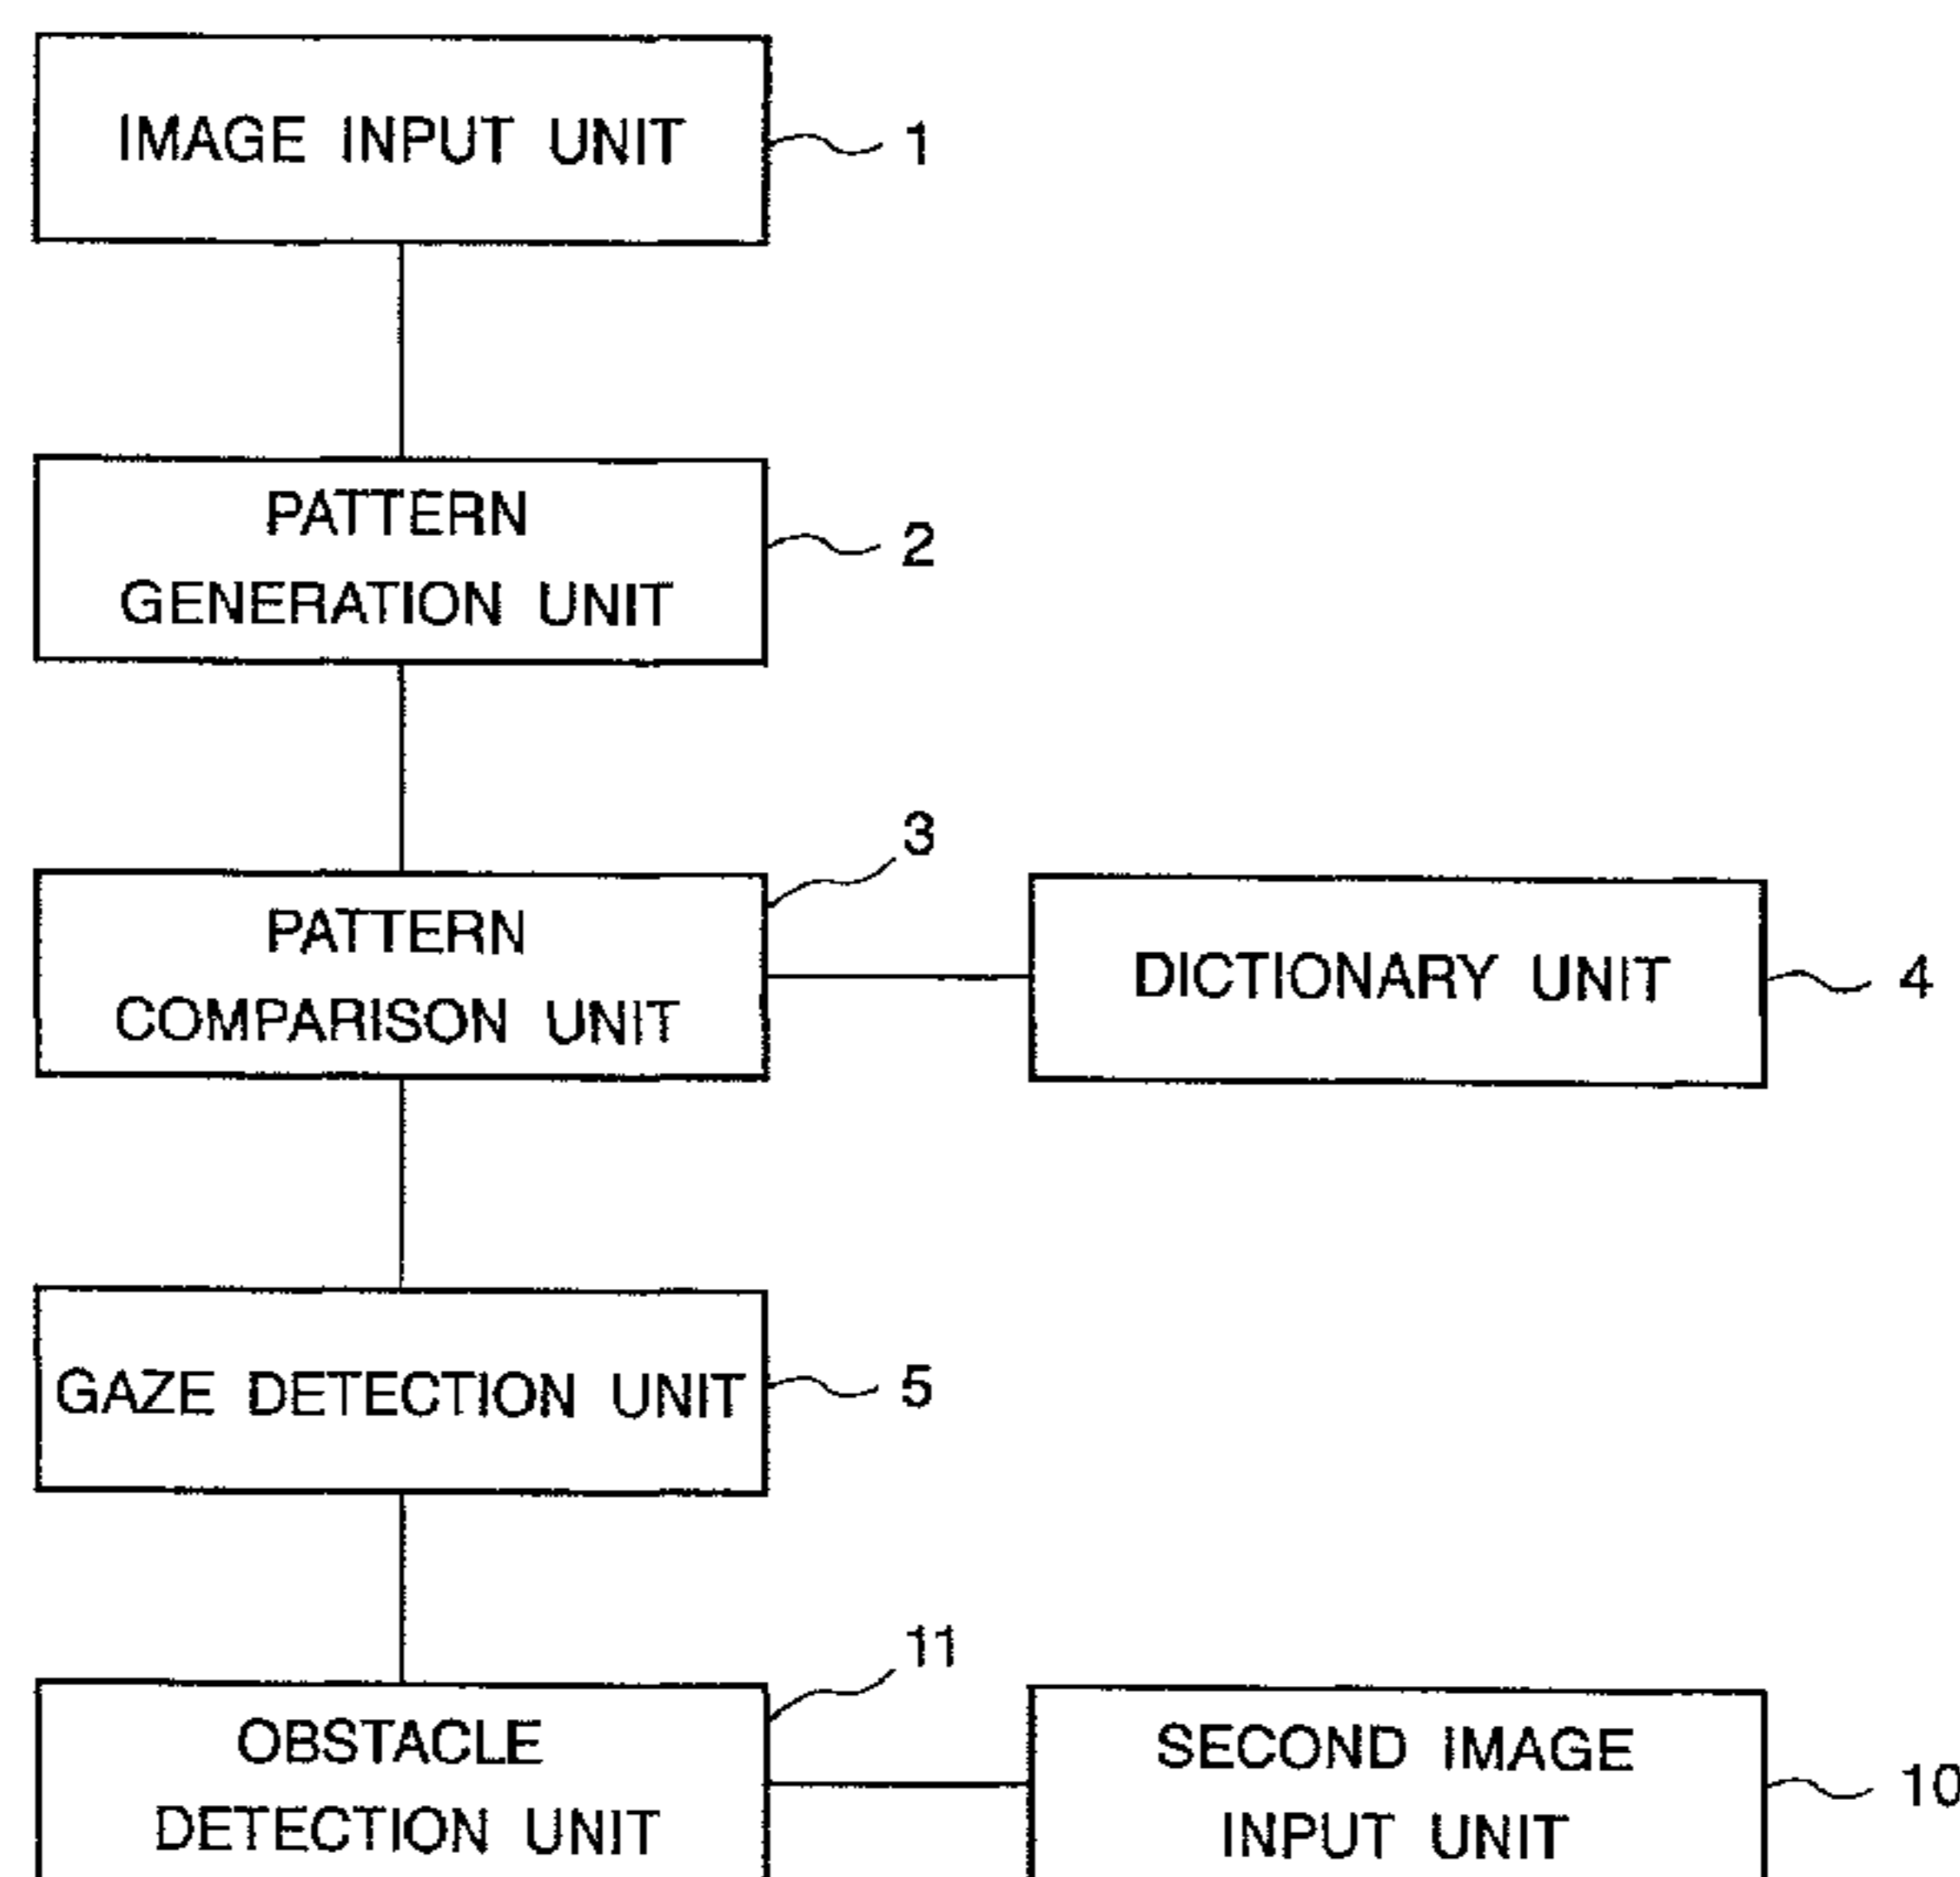 IMAGE INPUT UNIT
1
PATTERN
GENERATION UNIT
2
3
PATTERN
COMPARISON UNIT
DICTIONARY UNIT
4
GAZE DETECTION UNIT
5
11
OBSTACLE
DETECTION UNIT
SECOND IMAGE
INPUT UNIT
10